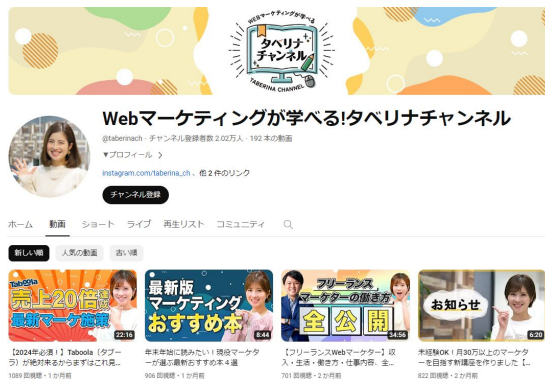 WEBマーケティングが学べる
タベリナ
チャンネル
TABERINA CHANNEL
Webマーケティングが学べる!タベリナチャンネル
@taberinach · チャンネル登録者数 2.02万人 · 192 本の動画
▼プロフィール
instagram.com/taberina_ch 、他 2 件のリンク
チャンネル登録
ホーム 動画 ショート ライブ 再生リスト コミュニティ
新しい順 人気の動画 古い順
Taboola
売上20倍
最新マーケ施策
22:16
最新版
マーケティング
おすすめ本
8:44
フリーランス
マーケターの働き方
全公開
34:56
お知らせ
6:20
【2024年必須！】Taboola（タブー
ラ）が絶対来るからまずはこれ見...
1089 回視聴 · 1 か月前
年末年始に読みたい！現役マーケタ
ーが選ぶ最新おすすめ本４選
906 回視聴 · 1 か月前
【フリーランスWebマーケター】収
入・生活・働き方・仕事内容、全...
701 回視聴 · 2 か月前
未経験OK！月30万以上のマーケタ
ーを目指す新講座を作りました【...
822 回視聴 · 2 か月前